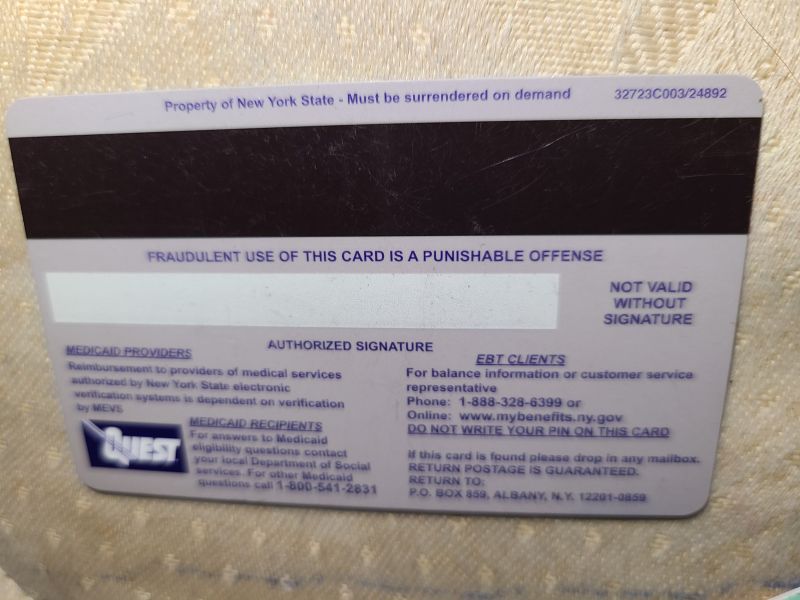 Property of New York State - Must be surrendered on demand 32723C003/24892
FRAUDULENT USE OF THIS CARD IS A PUNISHABLE OFFENSE
NOT VALID
WITHOUT
SIGNATURE
AUTHORIZED SIGNATURE
MEDICAID PROVIDERS
Reimbursement to providers of medical services
authorized by New York State electronic
verification systems is dependent on verification
by MEVS
QUEST
MEDICAID RECIPIENTS
For answers to Medicaid
eligibility questions contact
your local Department of Social
services. For other Medicaid
questions call 1-800-541-2831
EBT CLIENTS
For balance information or customer service
representative
Phone: 1-888-328-6399 or
Online: www.mybenefits.ny.gov
DO NOT WRITE YOUR PIN ON THIS CARD
If this card is found please drop in any mailbox.
RETURN POSTAGE IS GUARANTEED.
RETURN TO:
P.O. BOX 859, ALBANY, N.Y. 12201-0859